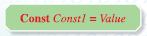 Const Const1 = Value